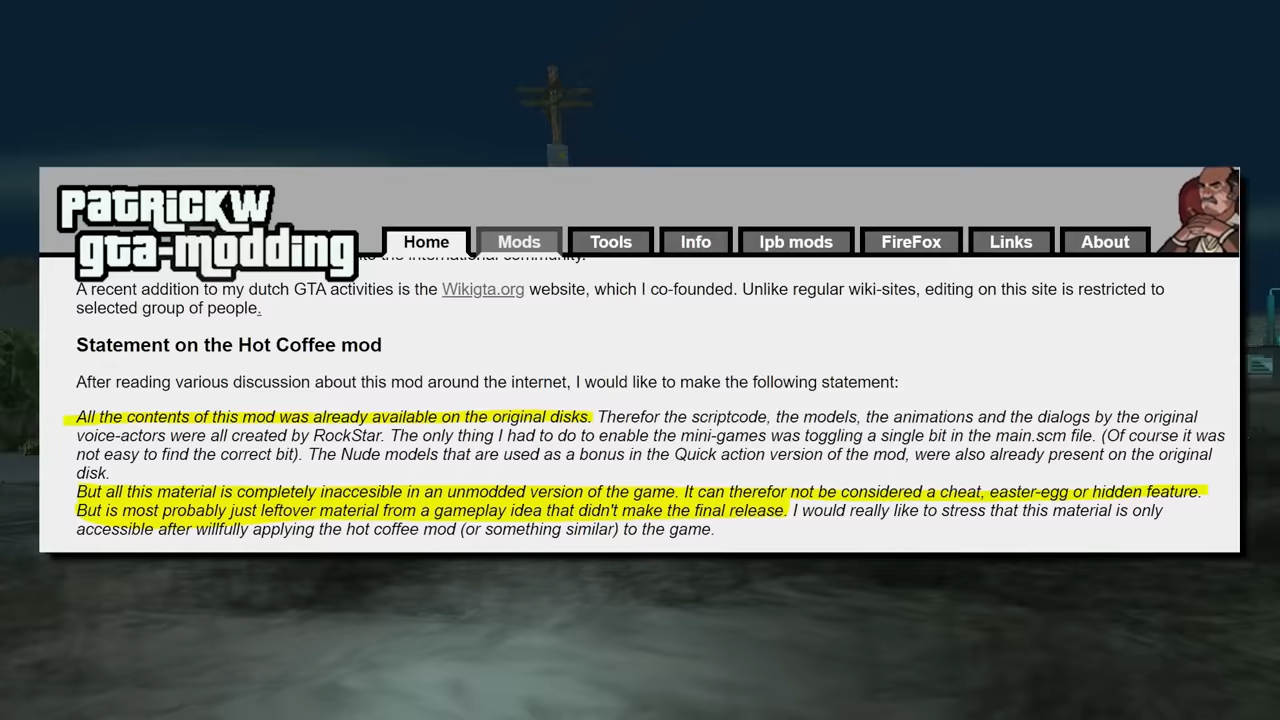 PATRICKW
gta-modding
Home Mods Tools Info Ipb mods FireFox Links About
the international community.
A recent addition to my dutch GTA activities is the Wikigta.org website, which I co-founded. Unlike regular wiki-sites, editing on this site is restricted to
selected group of people.
Statement on the Hot Coffee mod
After reading various discussion about this mod around the internet, I would like to make the following statement:
All the contents of this mod was already available on the original disks. Therefor the scriptcode, the models, the animations and the dialogs by the original
voice-actors were all created by RockStar. The only thing I had to do to enable the mini-games was toggling a single bit in the main.scm file. (Of course it was
not easy to find the correct bit). The Nude models that are used as a bonus in the Quick action version of the mod, were also already present on the original
disk.
But all this material is completely inaccesible in an unmodded version of the game. It can therefor not be considered a cheat, easter-egg or hidden feature.
But is most probably just leftover material from a gameplay idea that didn't make the final release. I would really like to stress that this material is only
accessible after willfully applying the hot coffee mod (or something similar) to the game.